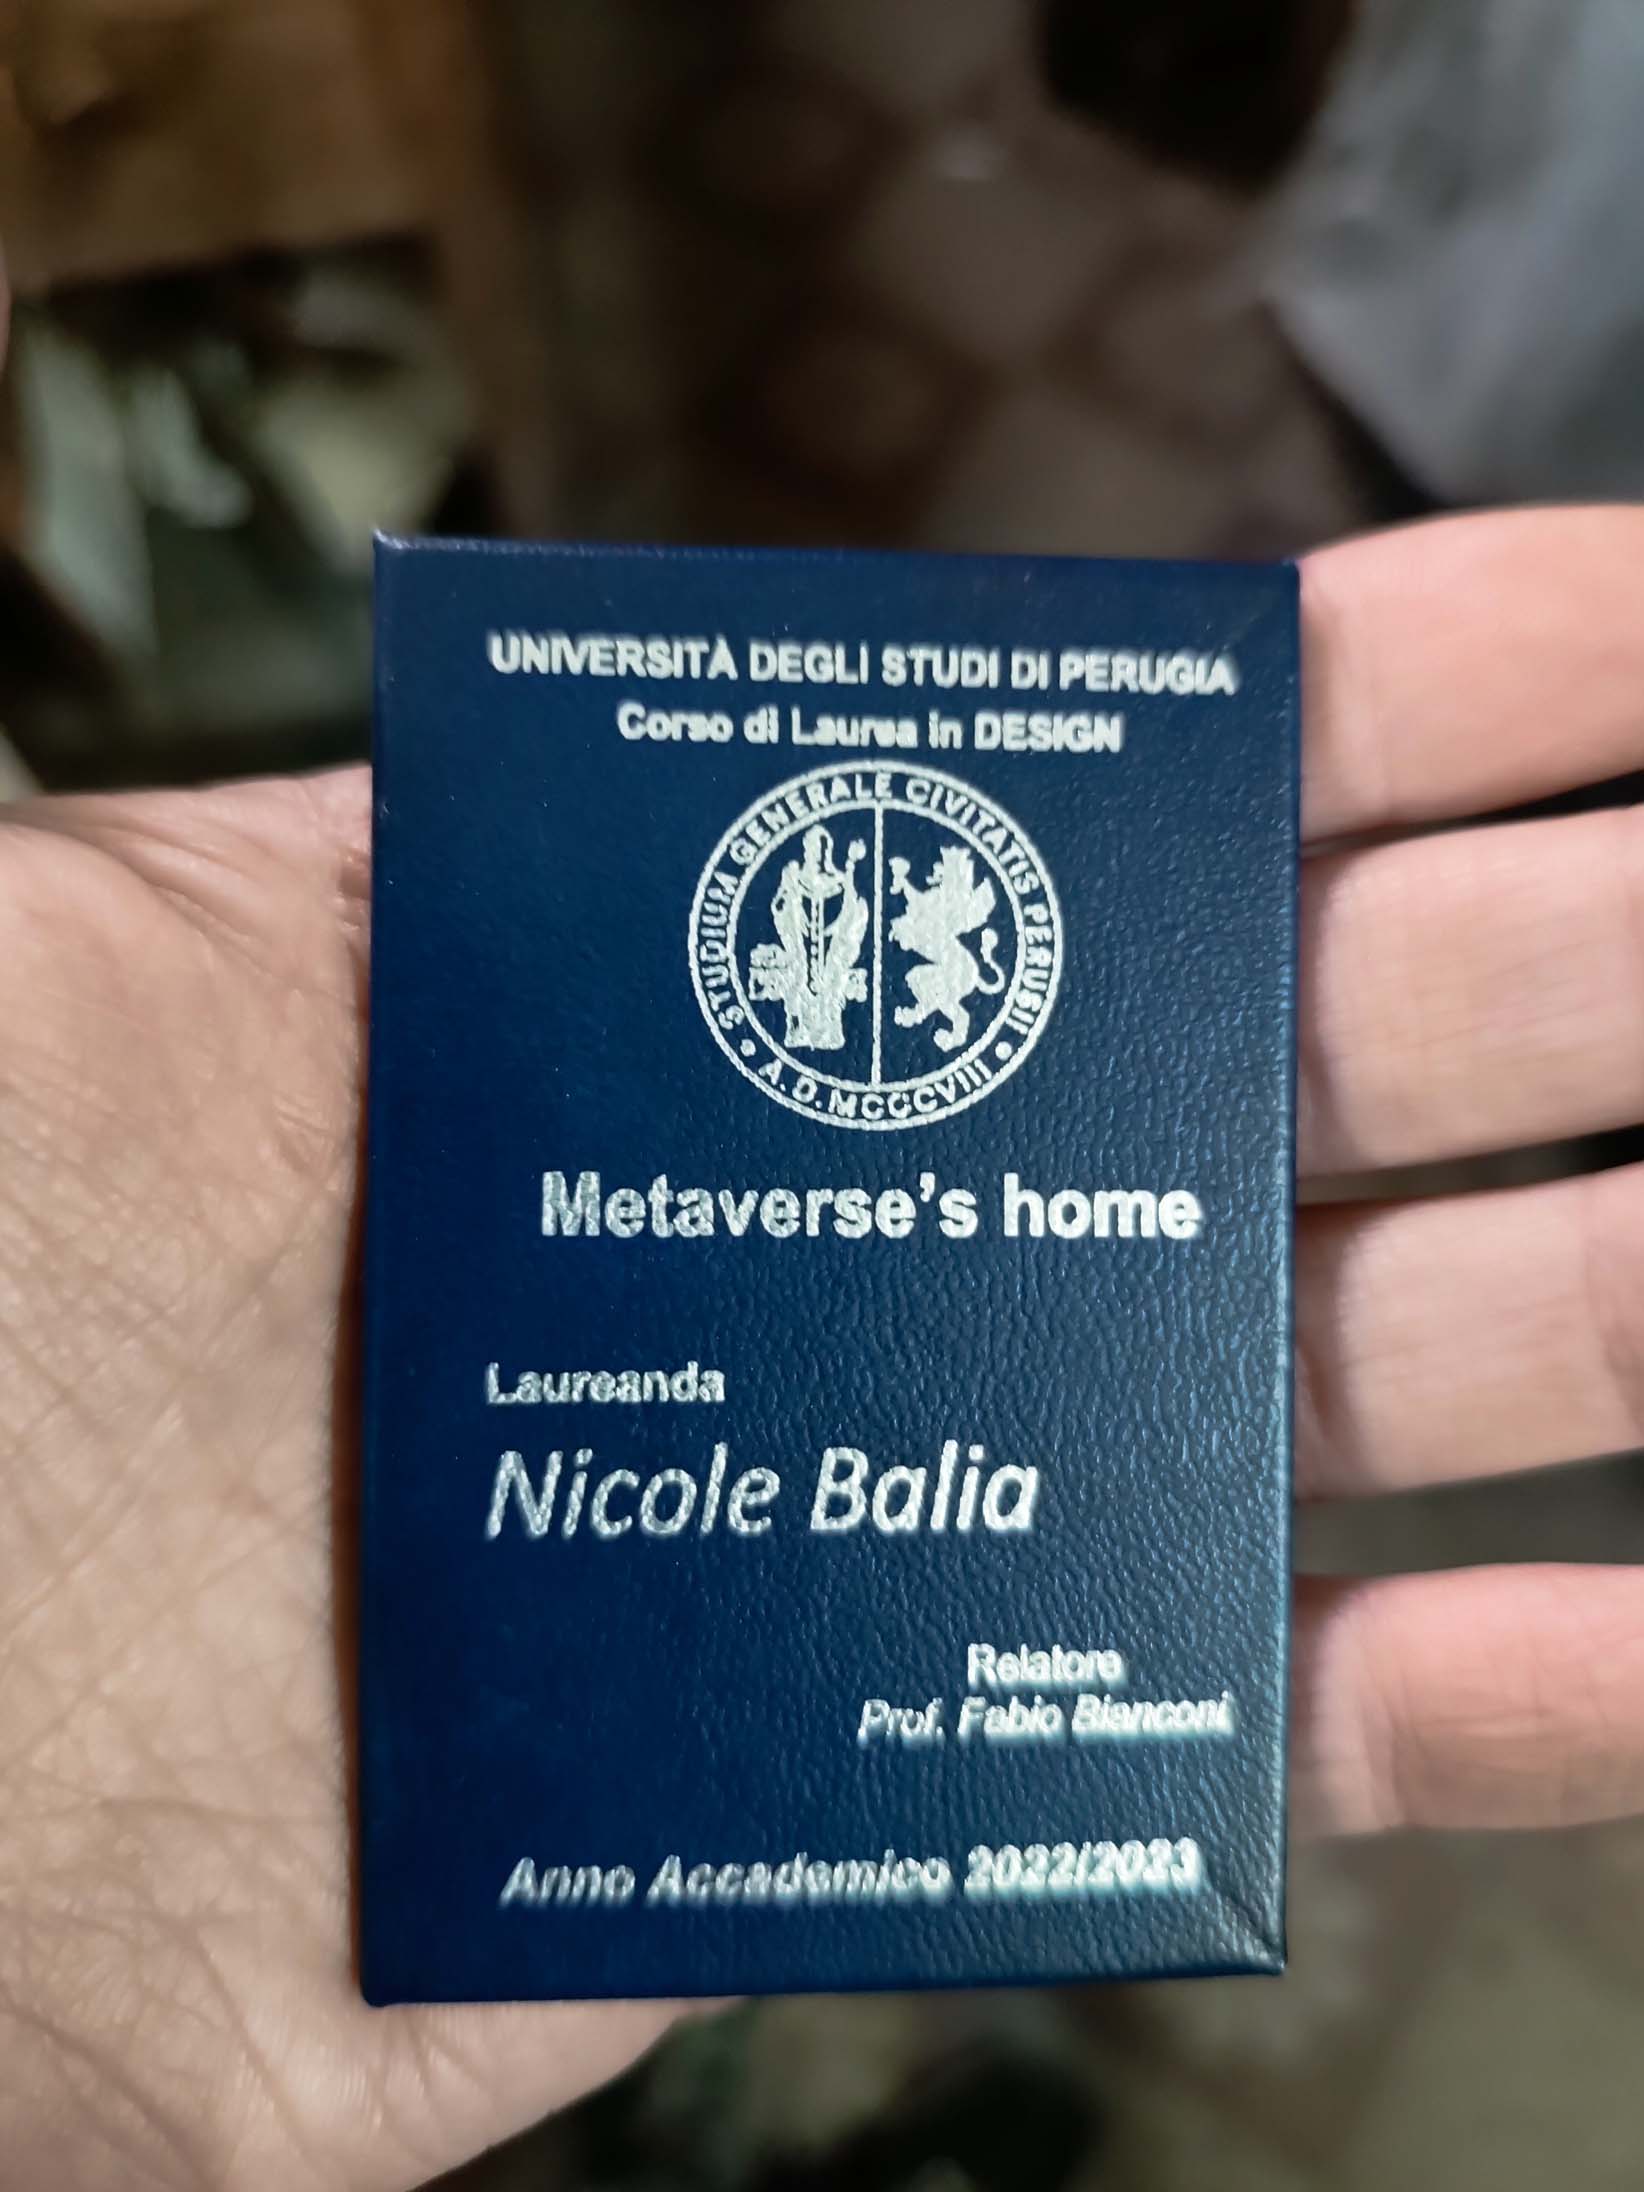 UNIVERSITÀ DEGLI STUDI DI PERUGIA
Corso di Laurea in DESIGN
STUDIUM GENERALE CIVITATIS PERUSII
A.D. MCCCVIII
Metaverse's home
Laureanda
Nicole Balia
Relatore
Prof. Fabio Bianconi
Anno Accademico 2022/2023